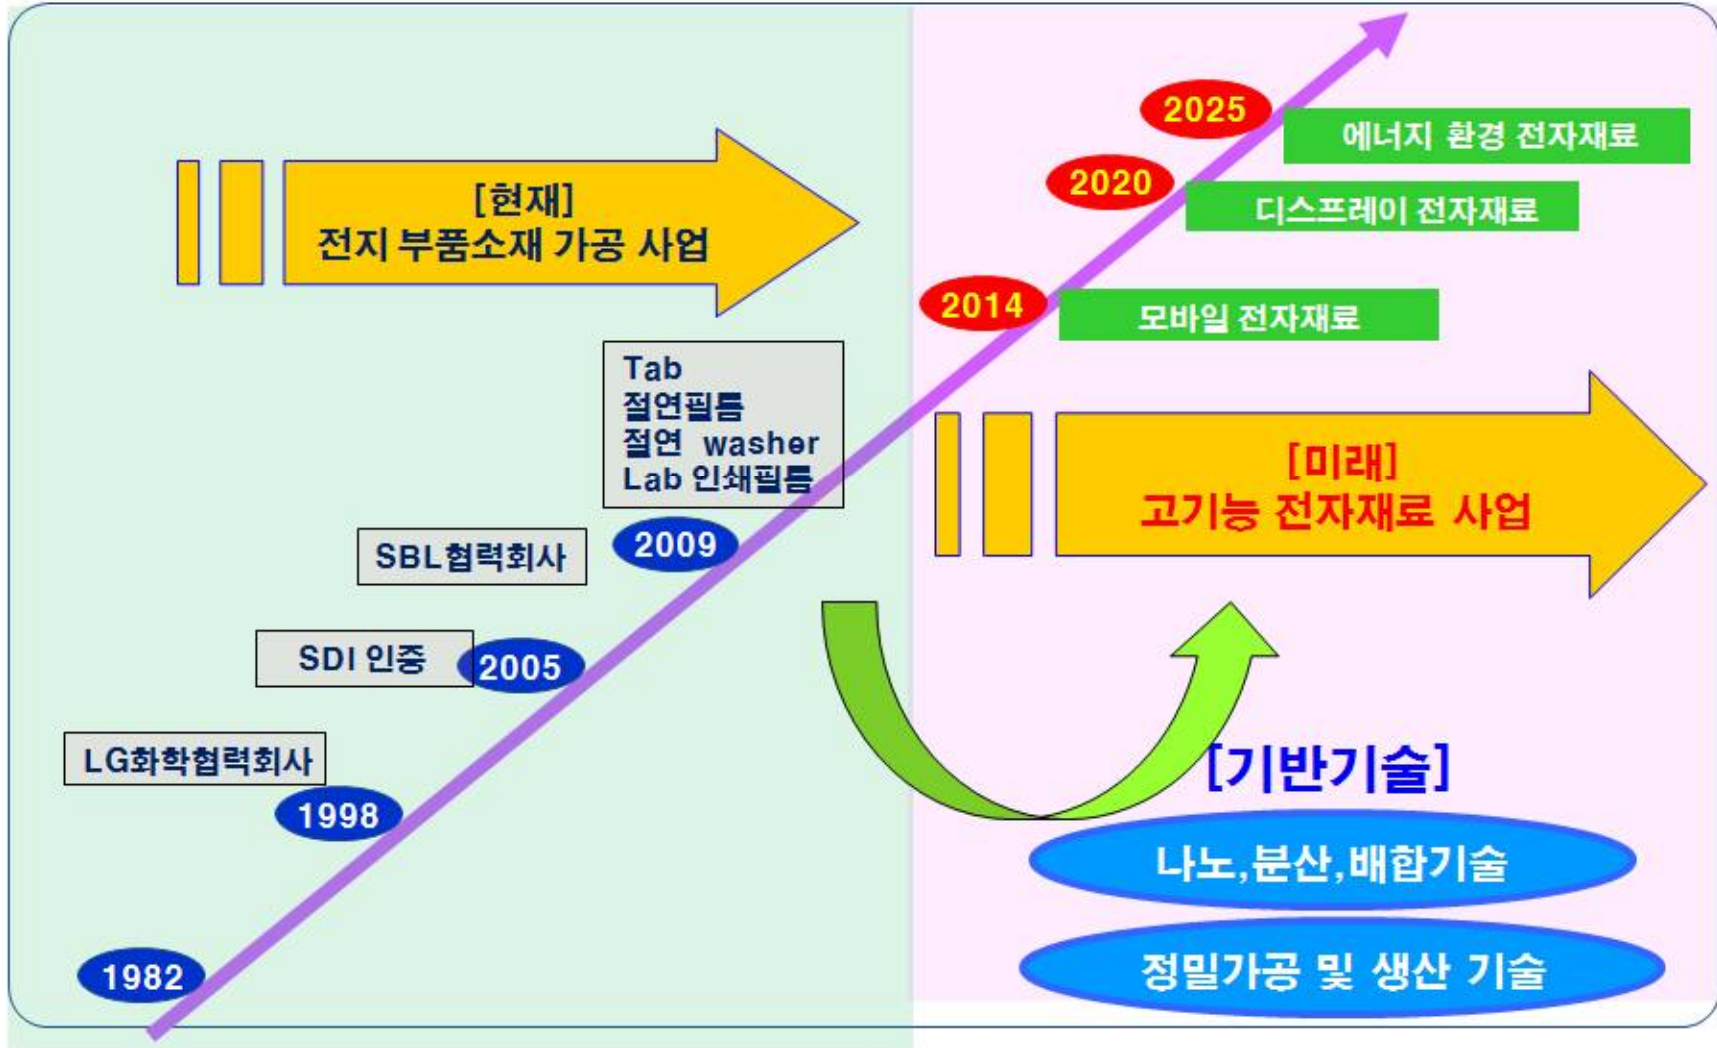 2025
에너지 환경 전자재료
2020
디스프레이 전자재료
[현재]
전지 부품소재 가공 사업
2014
모바일 전자재료
Tab
절연필름
절연 washer
Lab 인쇄필름
[미래]
고기능 전자재료 사업
SBL협력회사
2009
SDI 인증
2005
LG화학협력회사
1998
[기반기술]
나노,분산,배합기술
1982
정밀가공 및 생산 기술